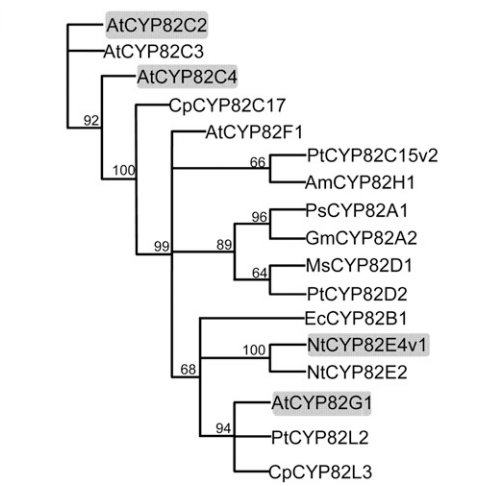 AtCYP82C2
AtCYP82C3
AtCYP82C4
92
CpCYP82C17
100
AtCYP82F1
PtCYP82C15v2
66
AmCYP82H1
PsCYP82A1
96
GmCYP82A2
99
89
MsCYP82D1
64
PtCYP82D2
EcCYP82B1
NtCYP82E4v1
100
NtCYP82E2
68
AtCYP82G1
94
PtCYP82L2
CpCYP82L3